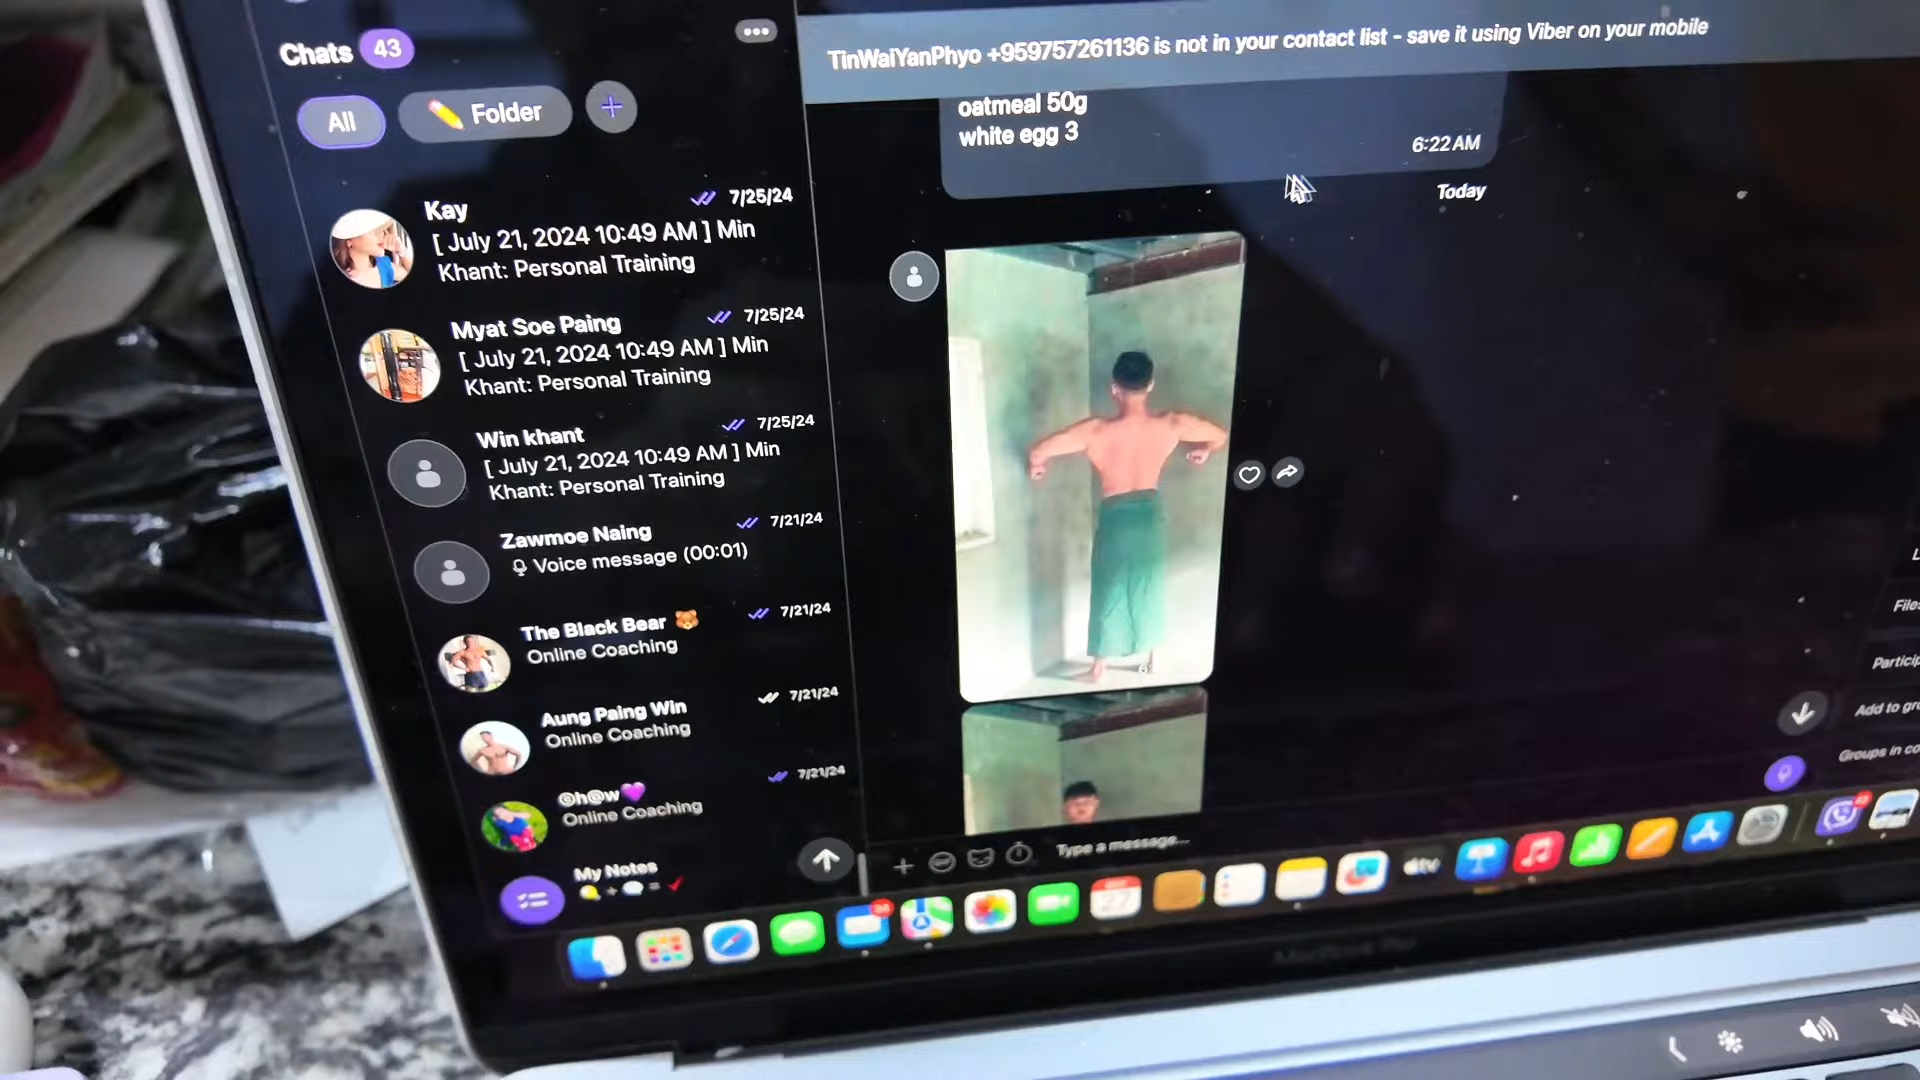 Chats 43
All
Folder
TinWaiYanPhyo +959757261136 is not in your contact list - save it using Viber on your mobile
oatmeal 50g
white egg 3
6:22 AM
Today
Kay 7/25/24
[ July 21, 2024 10:49 AM ] Min
Khant: Personal Training
Myat Soe Paing 7/25/24
[ July 21, 2024 10:49 AM ] Min
Khant: Personal Training
Win khant 7/25/24
[ July 21, 2024 10:49 AM ] Min
Khant: Personal Training
Zawmoe Naing 7/21/24
Voice message (00:01)
The Black Bear 🐻 7/21/24
Online Coaching
Aung Paing Win 7/21/24
Online Coaching
©h@w💜 7/21/24
Online Coaching
My Notes
File
Particip
Add to gr
Groups in co
Type a message...
27
tv
MacBook Pro